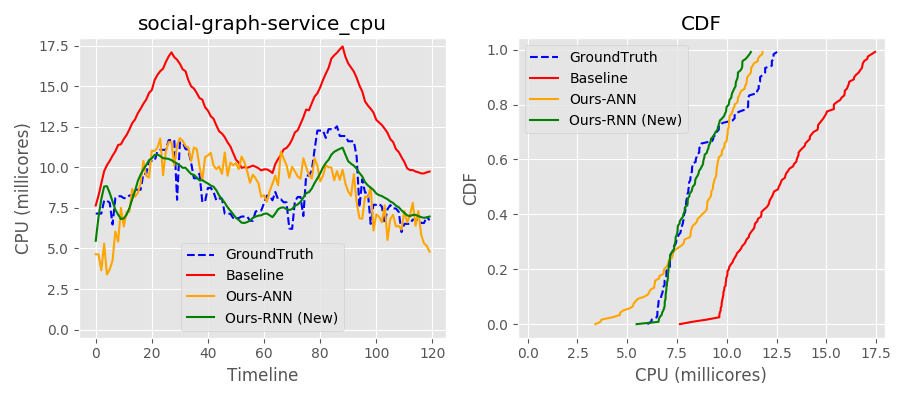 social-graph-service_cpu
CPU (millicores)
17.5
15.0
12.5
10.0
7.5
5.0
2.5
0.0
GroundTruth
Baseline
Ours-ANN
Ours-RNN (New)
0 20 40 60 80 100 120
Timeline
CDF
CDF
1.0
0.8
0.6
0.4
0.2
0.0
GroundTruth
Baseline
Ours-ANN
Ours-RNN (New)
0.0 2.5 5.0 7.5 10.0 12.5 15.0 17.5
CPU (millicores)